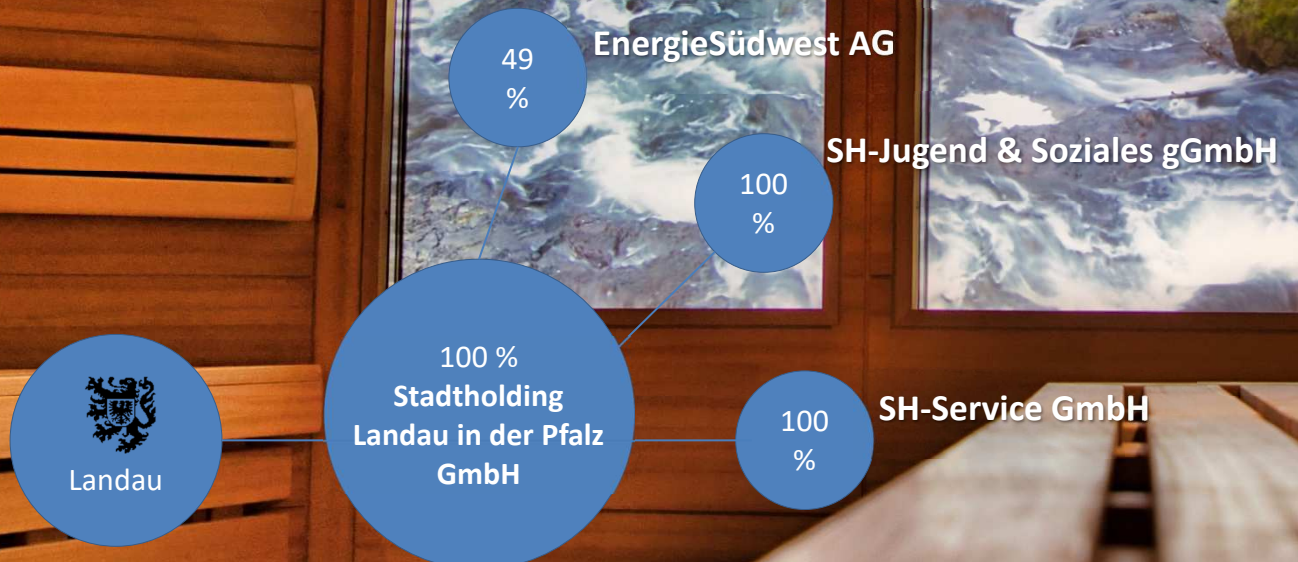 49
%
EnergieSüdwest AG
100
%
SH-Jugend & Soziales gGmbH
100 %
Stadtholding
Landau in der Pfalz
GmbH
Landau
100
%
SH-Service GmbH